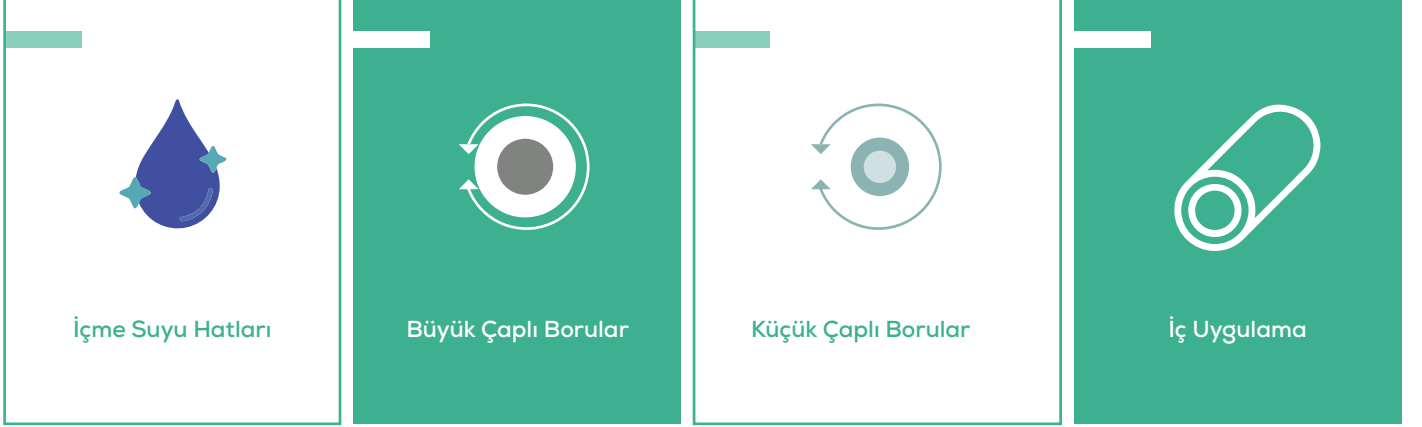 İçme Suyu Hatları
Büyük Çaplı Borular
Küçük Çaplı Borular
İç Uygulama